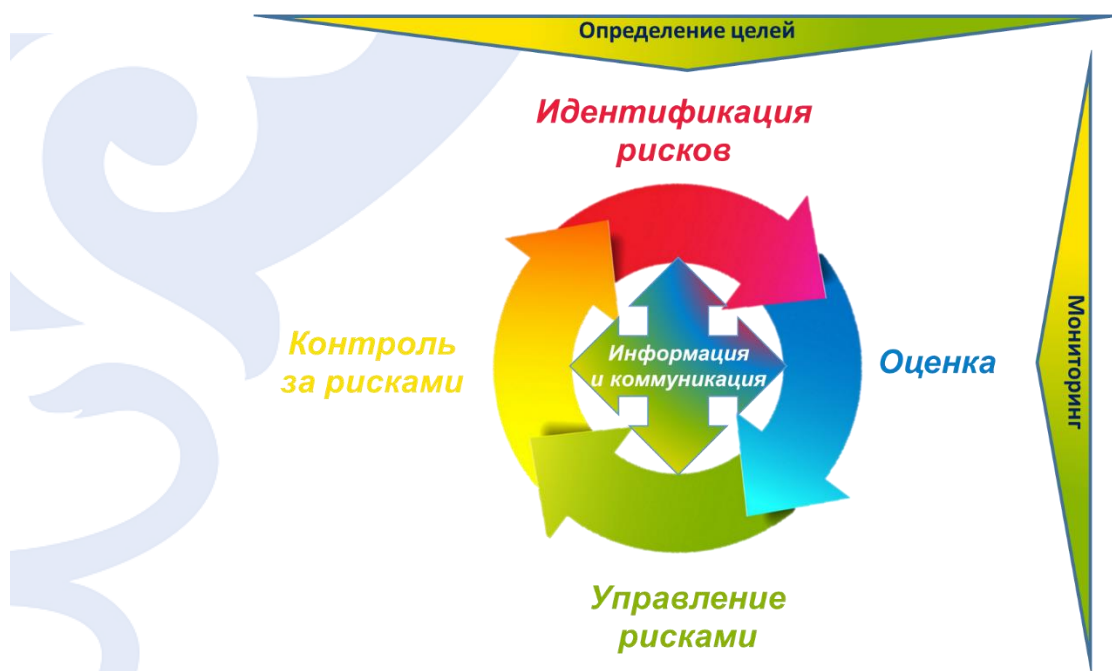 Определение целей
Идентификация
рисков
Контроль
за рисками
Информация
и коммуникация
Оценка
Мониторинг
Управление
рисками